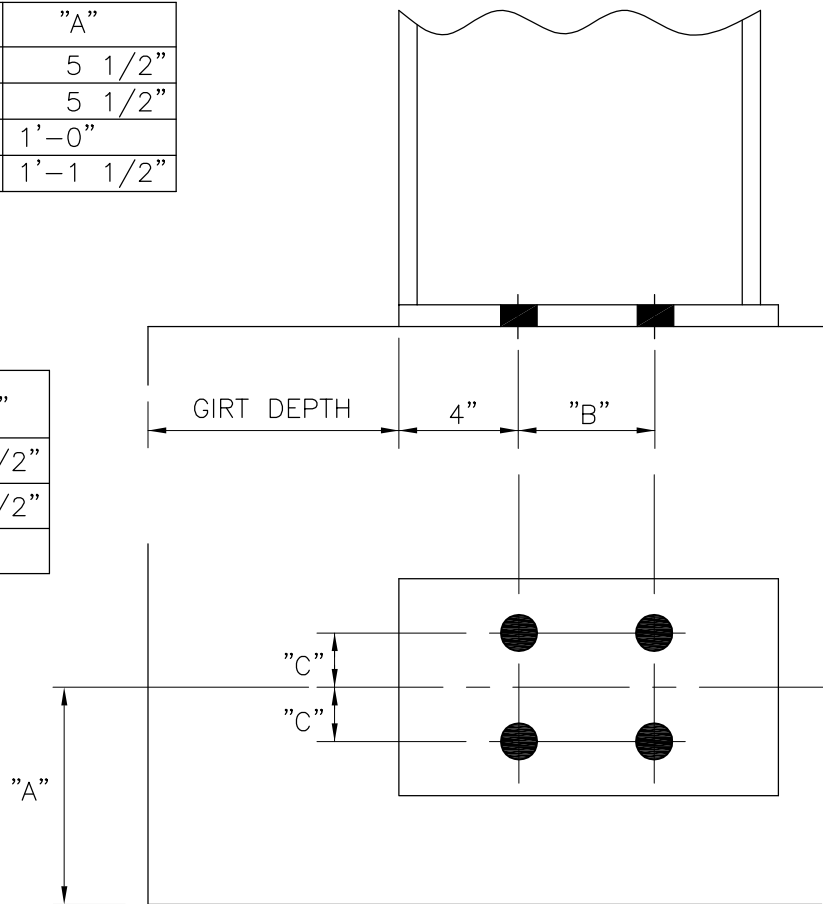 "A"
5 1/2"
5 1/2"
1'-0"
1'-1 1/2"
"
/2"
/2"
GIRT DEPTH
4"
"B"
"C"
"C"
"A"